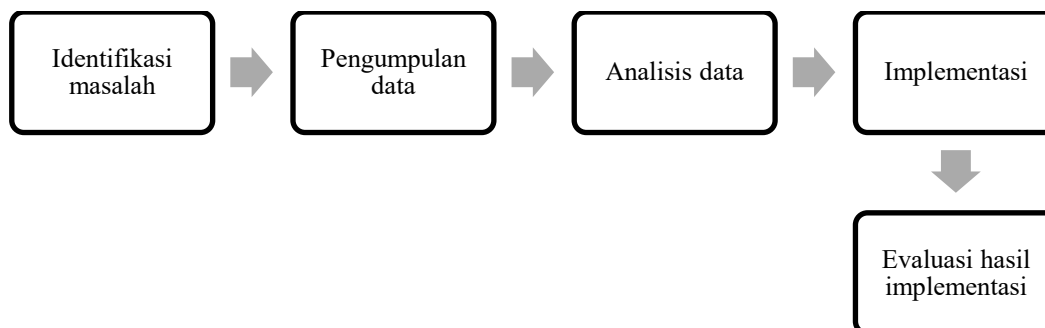 Identifikasi
masalah
Pengumpulan
data
Analisis data
Implementasi
Evaluasi hasil
implementasi